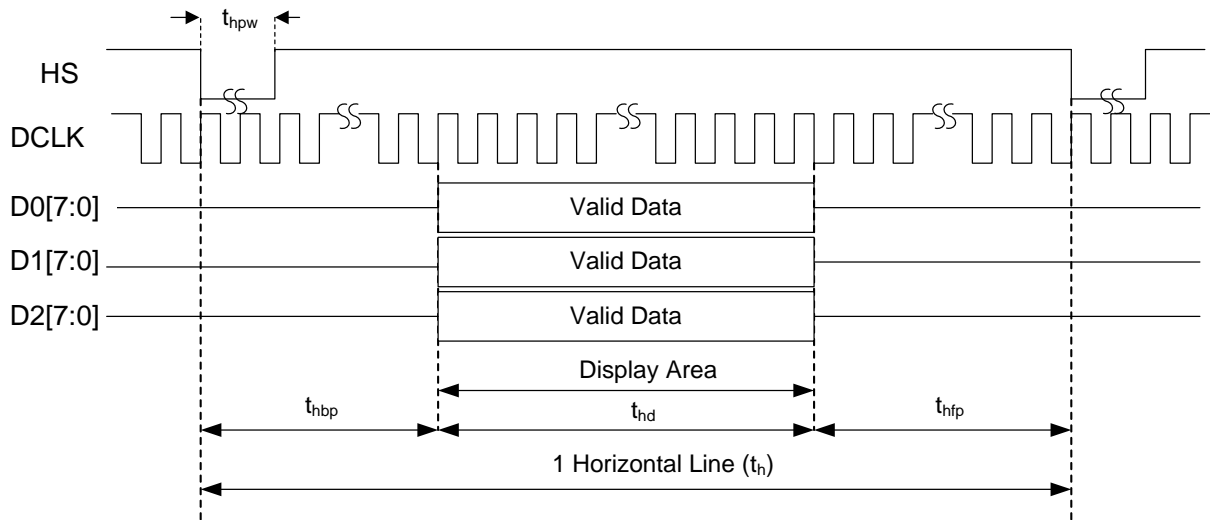 thpw
HS
DCLK
D0[7:0]
Valid Data
D1[7:0]
Valid Data
D2[7:0]
Valid Data
Display Area
thbp
thd
thfp
1 Horizontal Line (th)